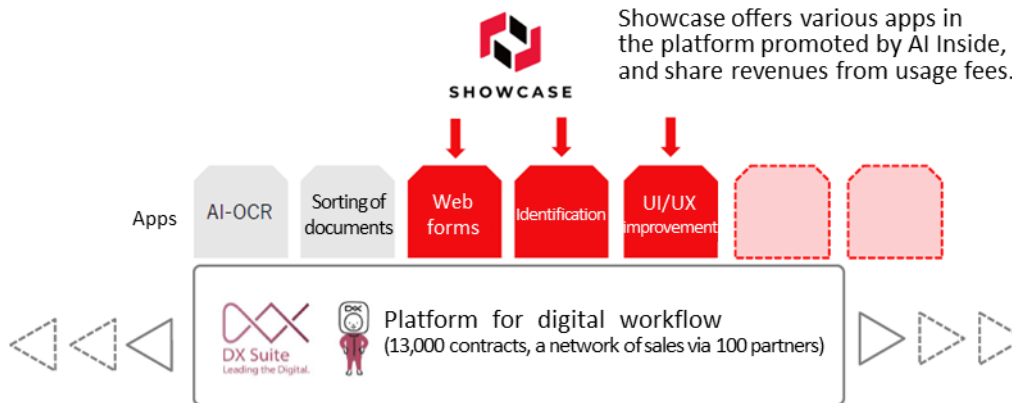 Showcase offers various apps in
the platform promoted by AI Inside,
and share revenues from usage fees.
SHOWCASE
Apps
AI-OCR
Sorting of
documents
Web
forms
Identification
UI/UX
improvement
DX Suite
Leading the Digital.
DX
Platform for digital workflow
(13,000 contracts, a network of sales via 100 partners)